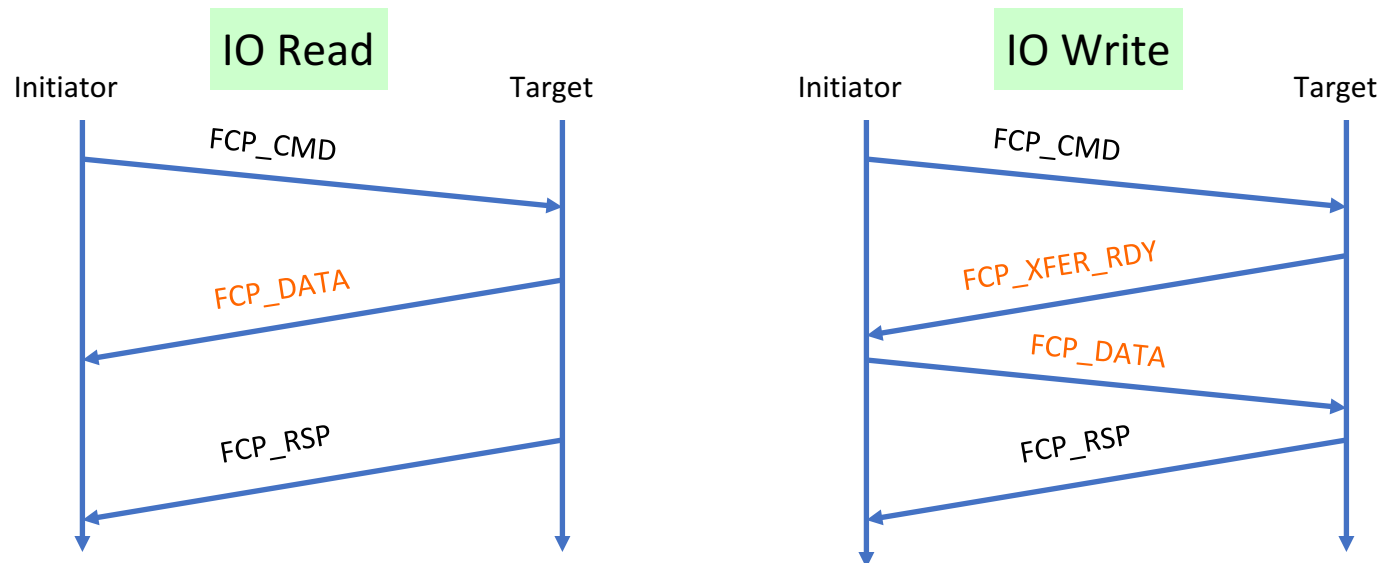 IO Read
Initiator
Target
FCP_CMD
FCP_DATA
FCP_RSP
IO Write
Initiator
Target
FCP_CMD
FCP_XFER_RDY
FCP_DATA
FCP_RSP